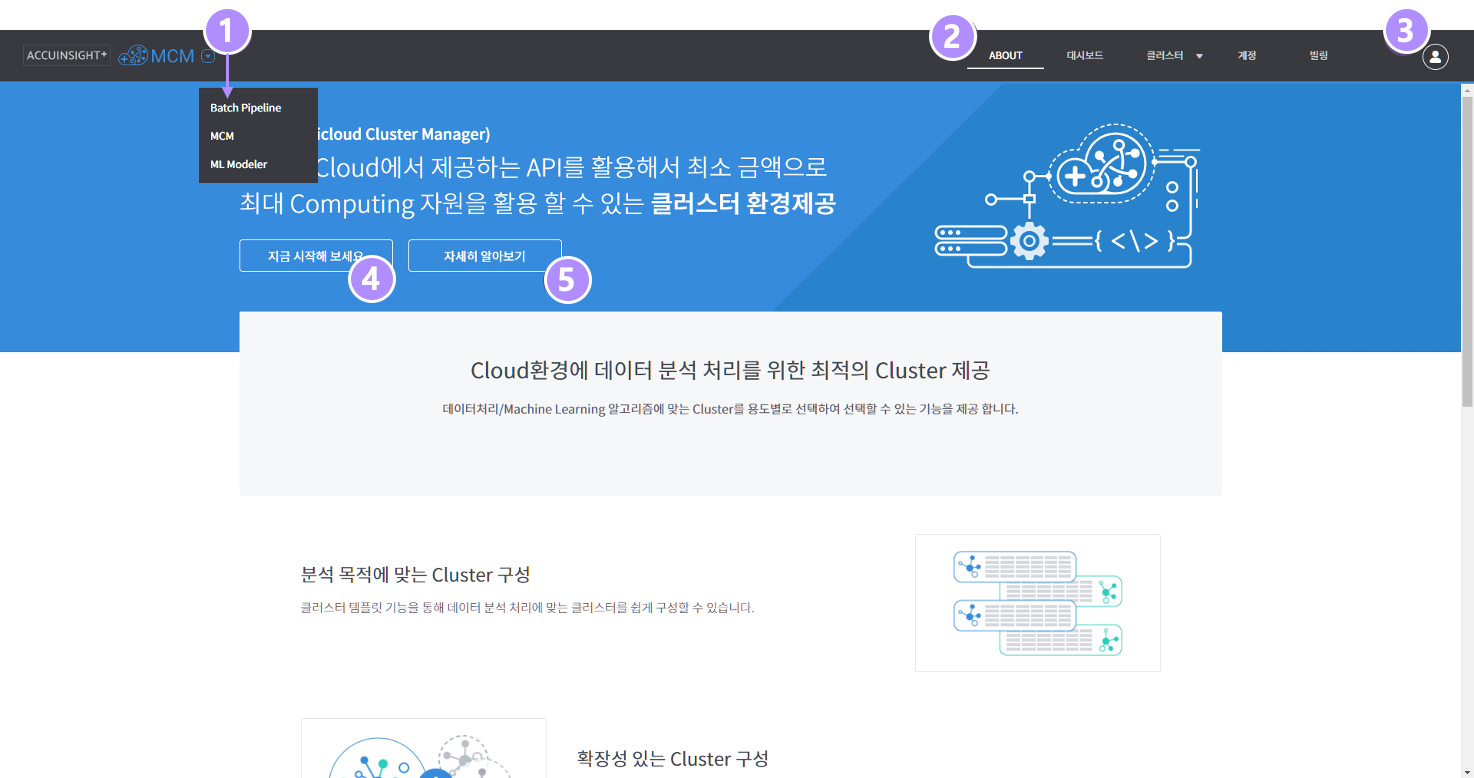 1
2
3
ACCUINSIGHT+ MCM
ABOUT 대시보드 클러스터 계정 빌링
Batch Pipeline
MCM
ML Modeler
icloud Cluster Manager)
Cloud에서 제공하는 API를 활용해서 최소 금액으로
최대 Computing 자원을 활용 할 수 있는 클러스터 환경제공
지금 시작해 보세요 자세히 알아보기
4
5
{ </> }
Cloud환경에 데이터 분석 처리를 위한 최적의 Cluster 제공
데이터처리/Machine Learning 알고리즘에 맞는 Cluster를 용도별로 선택하여 선택할 수 있는 기능을 제공 합니다.
분석 목적에 맞는 Cluster 구성
클러스터 템플릿 기능을 통해 데이터 분석 처리에 맞는 클러스터를 쉽게 구성할 수 있습니다.
확장성 있는 Cluster 구성